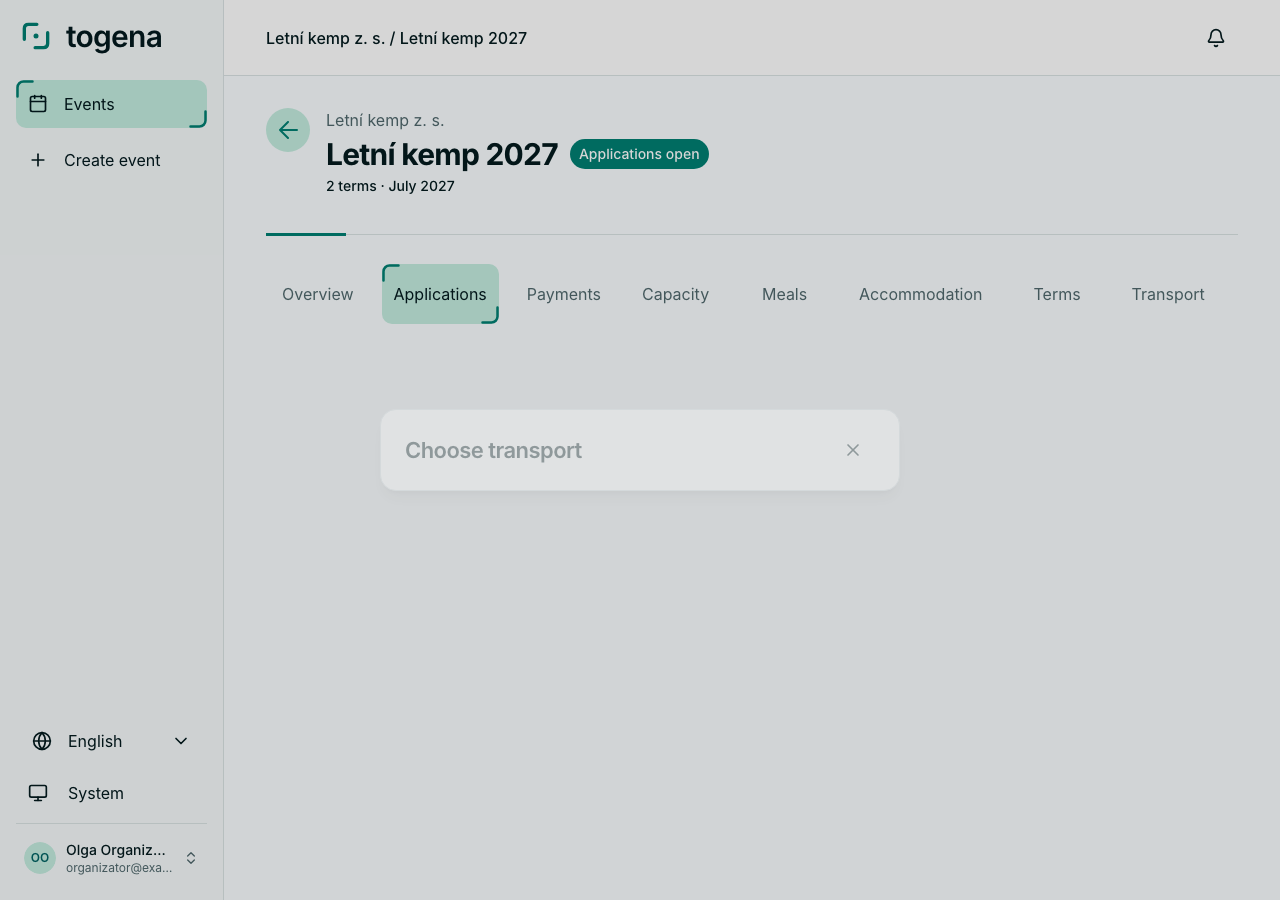 togena
Events
Create event
English
System
OO
Olga Organiz...
organizator@exa...
Letní kemp z. s. / Letní kemp 2027
Letní kemp z. s.
Letní kemp 2027
Applications open
2 terms · July 2027
Overview
Applications
Payments
Capacity
Meals
Accommodation
Terms
Transport
Choose transport